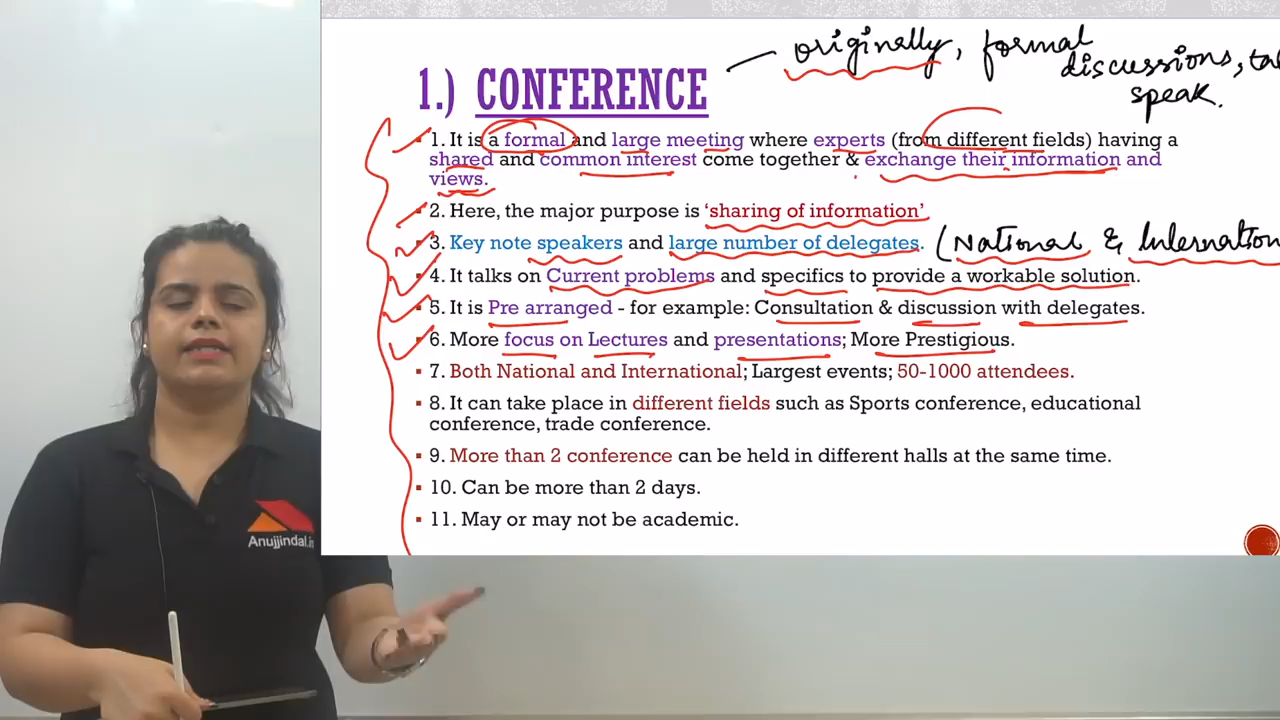 originally, formal
discussions,
speak.
1.) CONFERENCE
▪ 1. It is a formal and large meeting where experts (from different fields) having a
shared and common interest come together & exchange their information and
views.
▪ 2. Here, the major purpose is ‘sharing of information’
▪ 3. Key note speakers and large number of delegates. (National & Internation
▪ 4. It talks on Current problems and specifics to provide a workable solution.
▪ 5. It is Pre arranged - for example: Consultation & discussion with delegates.
▪ 6. More focus on Lectures and presentations; More Prestigious.
▪ 7. Both National and International; Largest events; 50-1000 attendees.
▪ 8. It can take place in different fields such as Sports conference, educational
conference, trade conference.
▪ 9. More than 2 conference can be held in different halls at the same time.
▪ 10. Can be more than 2 days.
▪ 11. May or may not be academic.
Anujjindal.in